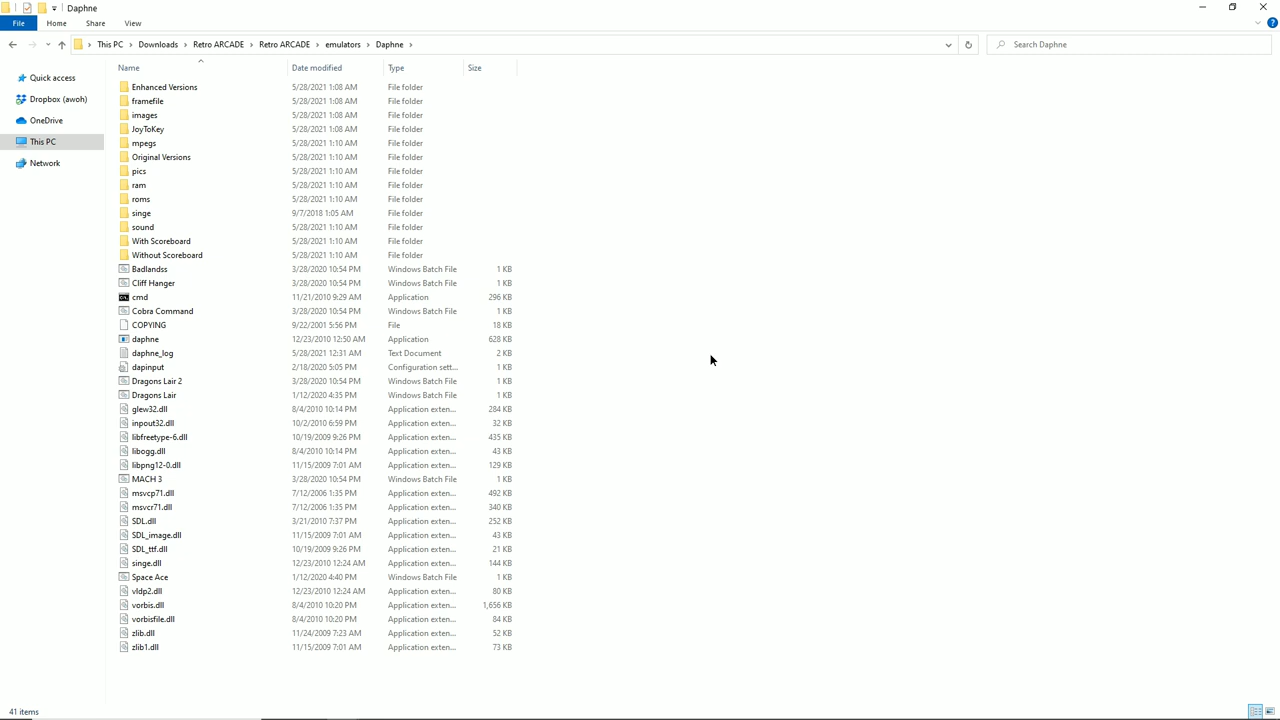 Daphne
File Home Share View
This PC Downloads Retro ARCADE Retro ARCADE emulators Daphne Search Daphne
Name Date modified Type Size
Quick access
Dropbox (awoh)
OneDrive
This PC
Network
Enhanced Versions 5/28/2021 1:08 AM File folder
framefile 5/28/2021 1:08 AM File folder
images 5/28/2021 1:08 AM File folder
JoyToKey 5/28/2021 1:08 AM File folder
mpegs 5/28/2021 1:10 AM File folder
Original Versions 5/28/2021 1:10 AM File folder
pics 5/28/2021 1:10 AM File folder
ram 5/28/2021 1:10 AM File folder
roms 5/28/2021 1:10 AM File folder
singe 9/7/2018 1:05 AM File folder
sound 5/28/2021 1:10 AM File folder
With Scoreboard 5/28/2021 1:10 AM File folder
Without Scoreboard 5/28/2021 1:10 AM File folder
Badlandss 3/28/2020 10:54 PM Windows Batch File 1 KB
Cliff Hanger 3/28/2020 10:54 PM Windows Batch File 1 KB
cmd 11/21/2010 9:29 AM Application 296 KB
Cobra Command 3/28/2020 10:54 PM Windows Batch File 1 KB
COPYING 9/22/2001 5:56 PM File 18 KB
daphne 12/23/2010 12:50 AM Application 628 KB
daphne_log 5/28/2021 12:31 AM Text Document 2 KB
dapinput 2/18/2020 5:05 PM Configuration sett... 1 KB
Dragons Lair 2 3/28/2020 10:54 PM Windows Batch File 1 KB
Dragons Lair 1/12/2020 4:35 PM Windows Batch File 1 KB
glew32.dll 8/4/2010 10:14 PM Application exten... 284 KB
inpout32.dll 10/2/2010 6:59 PM Application exten... 32 KB
libfreetype-6.dll 10/19/2009 9:26 PM Application exten... 435 KB
libogg.dll 8/4/2010 10:14 PM Application exten... 43 KB
libpng12-0.dll 11/15/2009 7:01 AM Application exten... 129 KB
MACH 3 3/28/2020 10:54 PM Windows Batch File 1 KB
msvcp71.dll 7/12/2006 1:35 PM Application exten... 492 KB
msvcr71.dll 7/12/2006 1:35 PM Application exten... 340 KB
SDL.dll 3/21/2010 7:37 PM Application exten... 252 KB
SDL_image.dll 11/15/2009 7:01 AM Application exten... 43 KB
SDL_ttf.dll 10/19/2009 9:26 PM Application exten... 21 KB
singe.dll 12/23/2010 12:24 AM Application exten... 144 KB
Space Ace 1/12/2020 4:40 PM Windows Batch File 1 KB
vldp2.dll 12/23/2010 12:24 AM Application exten... 80 KB
vorbis.dll 8/4/2010 10:20 PM Application exten... 1,656 KB
vorbisfile.dll 8/4/2010 10:20 PM Application exten... 84 KB
zlib.dll 11/24/2009 7:23 AM Application exten... 52 KB
zlib1.dll 11/15/2009 7:01 AM Application exten... 73 KB
41 items